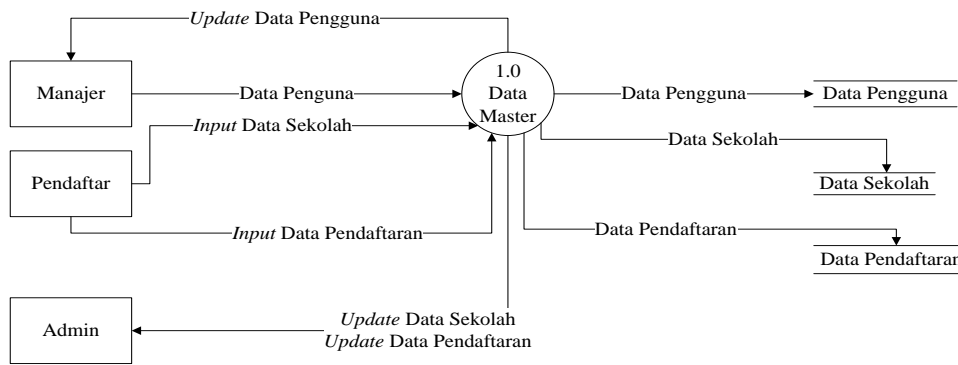 Update Data Pengguna
1.0
Data
Master
Manajer
Data Penguna
Data Pengguna
Data Pengguna
Input Data Sekolah
Data Sekolah
Pendaftar
Data Sekolah
Input Data Pendaftaran
Data Pendaftaran
Data Pendaftaran
Admin
Update Data Sekolah
Update Data Pendaftaran